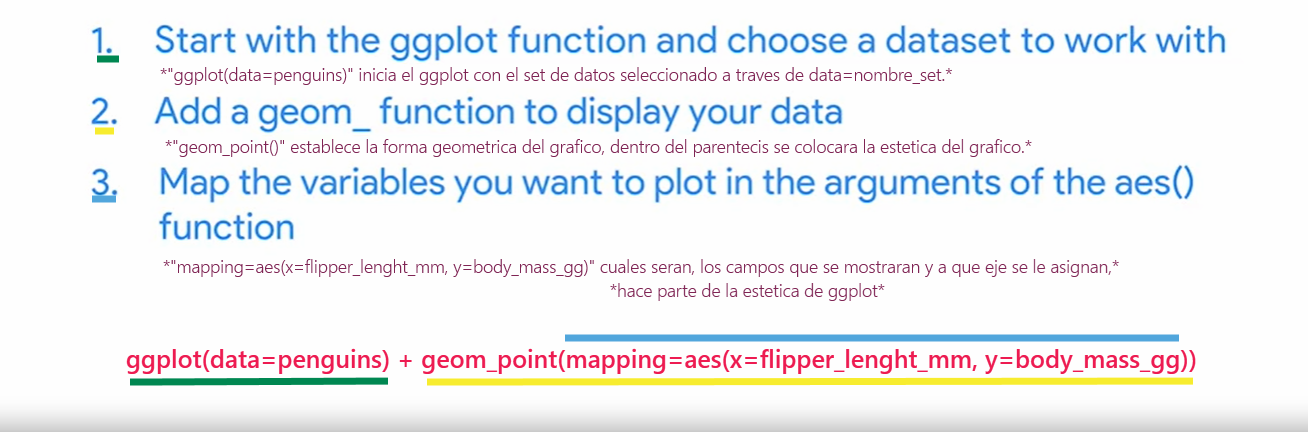 1. Start with the ggplot function and choose a dataset to work with
*"ggplot(data=penguins)" inicia el ggplot con el set de datos seleccionado a traves de data=nombre_set.*
2. Add a geom_ function to display your data
*"geom_point()" establece la forma geometrica del grafico, dentro del parentecis se colocara la estetica del grafico.*
3. Map the variables you want to plot in the arguments of the aes()
function
*"mapping=aes(x=flipper_lenght_mm, y=body_mass_gg)" cuales seran, los campos que se mostraran y a que eje se le asignan,*
*hace parte de la estetica de ggplot*
ggplot(data=penguins) + geom_point(mapping=aes(x=flipper_lenght_mm, y=body_mass_gg))